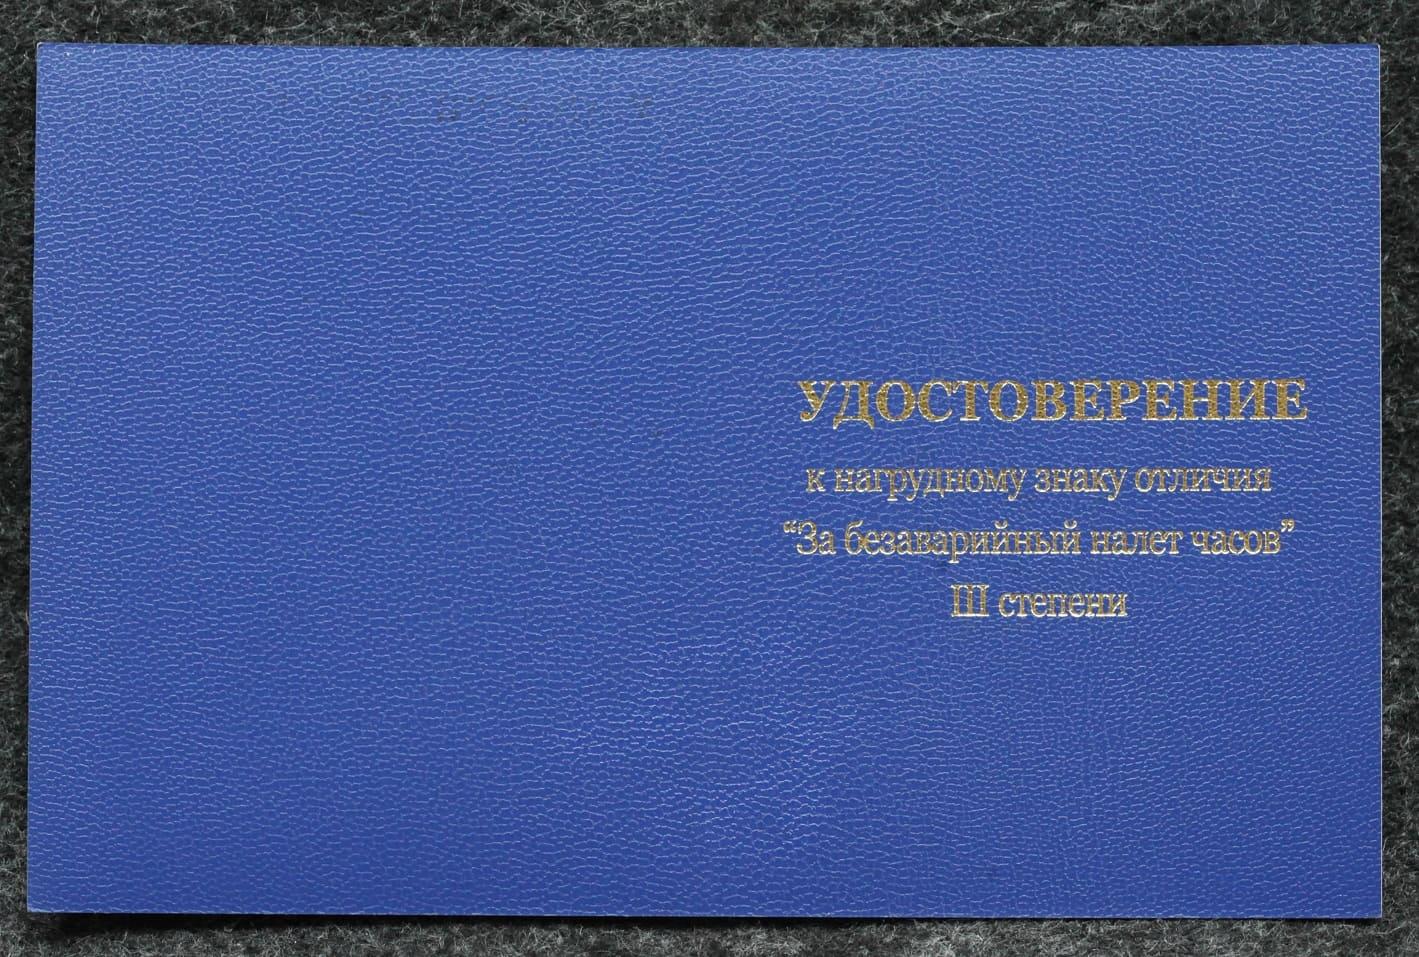 УДОСТОВЕРЕНИЕ
к нагрудному знаку отличия
“За безаварийный налет часов”
III степени